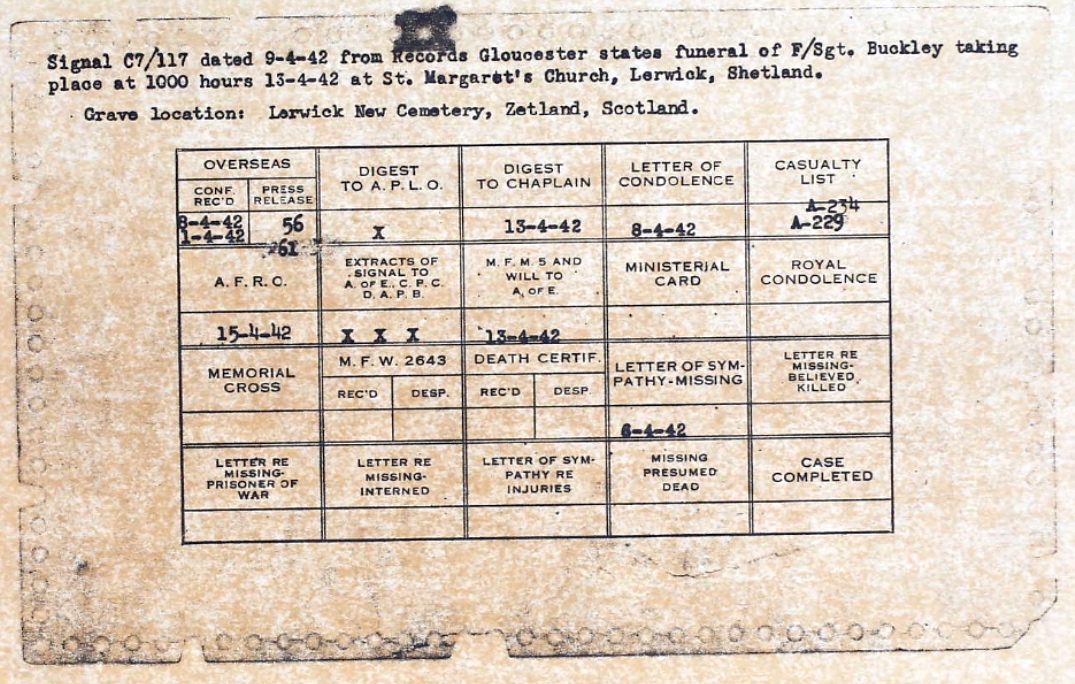 Signal C7/117 dated 9-4-42 from Records Gloucester states funeral of F/Sgt. Buckley taking
place at 1000 hours 13-4-42 at St. Margaret's Church, Lerwick, Shetland.
Grave location: Lerwick New Cemetery, Zetland, Scotland.
OVERSEAS
CONF. REC'D
PRESS RELEASE
DIGEST TO A.P.L.O.
DIGEST TO CHAPLAIN
LETTER OF CONDOLENCE
CASUALTY LIST
A-234
8-4-42 56 X 13-4-42 8-4-42 A-229
1-4-42
61
A.F.R.O.
EXTRACTS OF SIGNAL TO A. OF E., C.P.C. D.A.P.B.
M.F.M. 5 AND WILL TO A. OF E.
MINISTERIAL CARD
ROYAL CONDOLENCE
15-4-42 X X X 13-4-42
MEMORIAL CROSS
M.F.W. 2643
REC'D DESP.
DEATH CERTIF.
REC'D DESP.
LETTER OF SYM-
PATHY-MISSING
LETTER RE MISSING-
BELIEVED KILLED.
6-4-42
LETTER RE MISSING-
PRISONER OF WAR
LETTER RE MISSING-
INTERNED
LETTER OF SYM-
PATHY RE INJURIES
MISSING PRESUMED DEAD
CASE COMPLETED